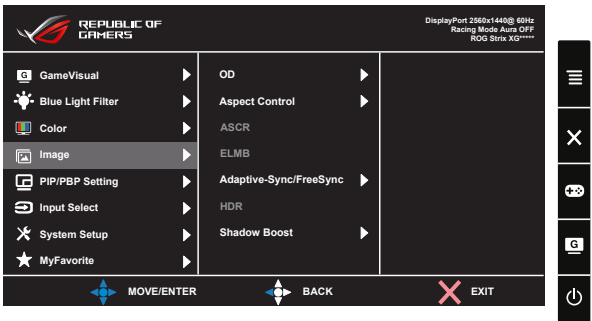 REPUBLIC OF
GAMERS
DisplayPort 2560x1440@ 60Hz
Racing Mode Aura OFF
ROG Strix XG*****
G GameVisual
Blue Light Filter
Color
Image
PIP/PBP Setting
Input Select
System Setup
MyFavorite
OD
Aspect Control
ASCR
ELMB
Adaptive-Sync/FreeSync
HDR
Shadow Boost
MOVE/ENTER
BACK
EXIT
G